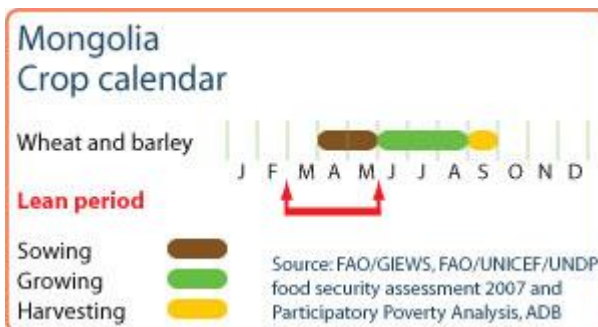 Mongolia
Crop calendar
Wheat and barley
J F M A M J J A S O N D
Lean period
Sowing
Growing
Harvesting
Source: FAO/GIEWS, FAO/UNICEF/UNDP
food security assessment 2007 and
Participatory Poverty Analysis, ADB